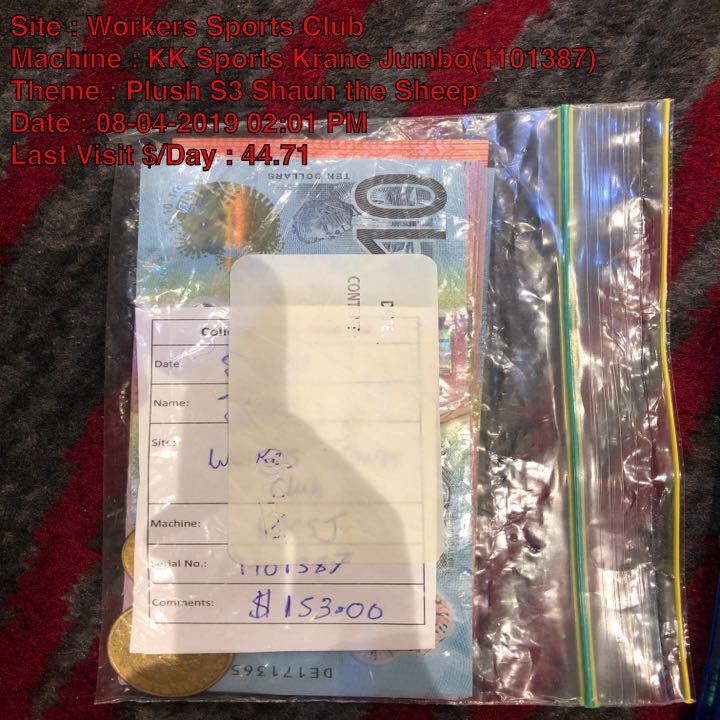 Site : Workers Sports Club
Machine : KK Sports Krane Jumbo(1101387)
Theme : Plush S3 Shaun the Sheep
Date : 08-04-2019 02:01 PM
Last Visit $/Day : 44.71
TEN DOLLARS
10
CONT
Date:
Name:
Site:
Club
Machine:
Serial No.: 1101387
Comments: $153.00
DE171365